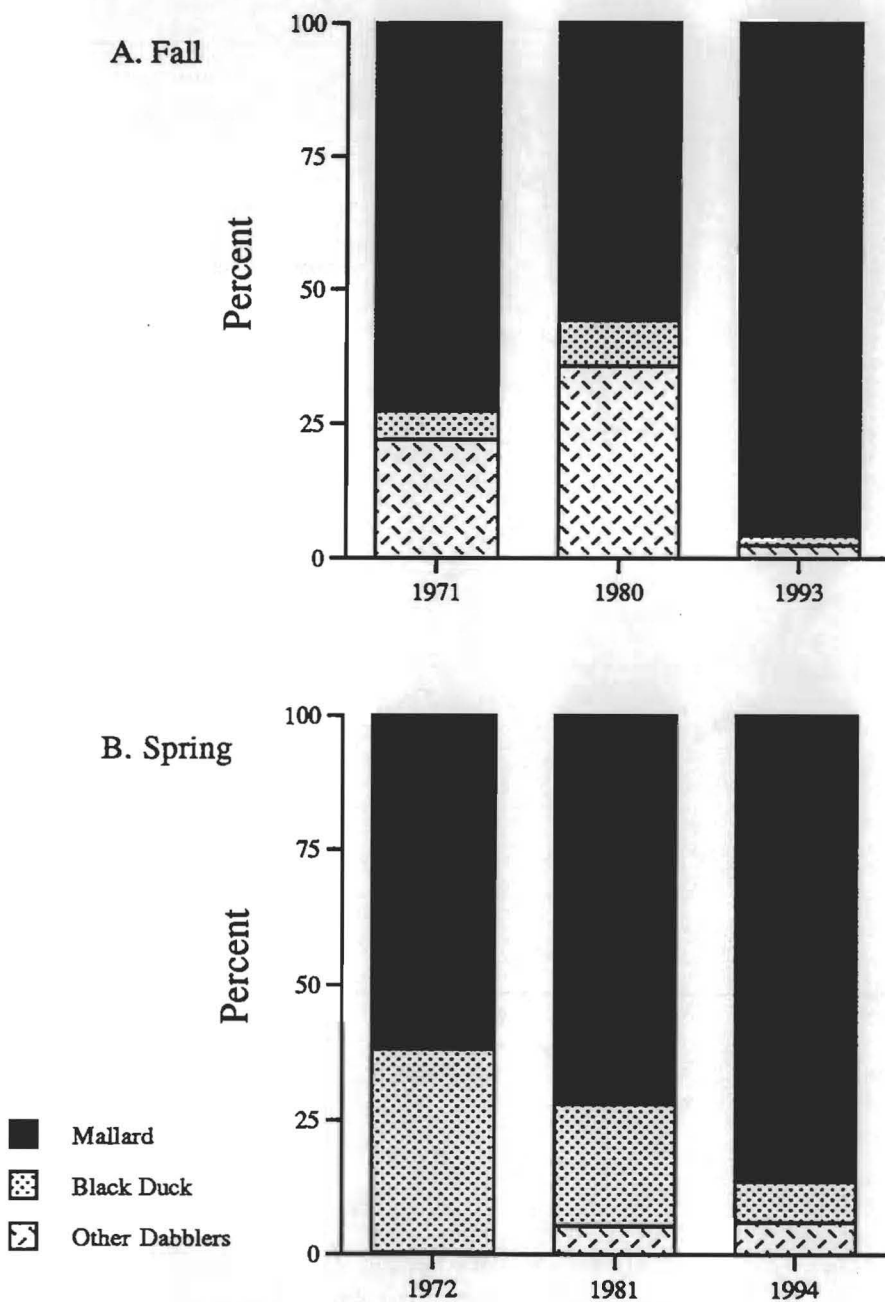 A. Fall
100
75
50
25
0
Percent
1971 1980 1993
B. Spring
100
75
50
25
0
Percent
1972 1981 1994
Mallard
Black Duck
Other Dabblers